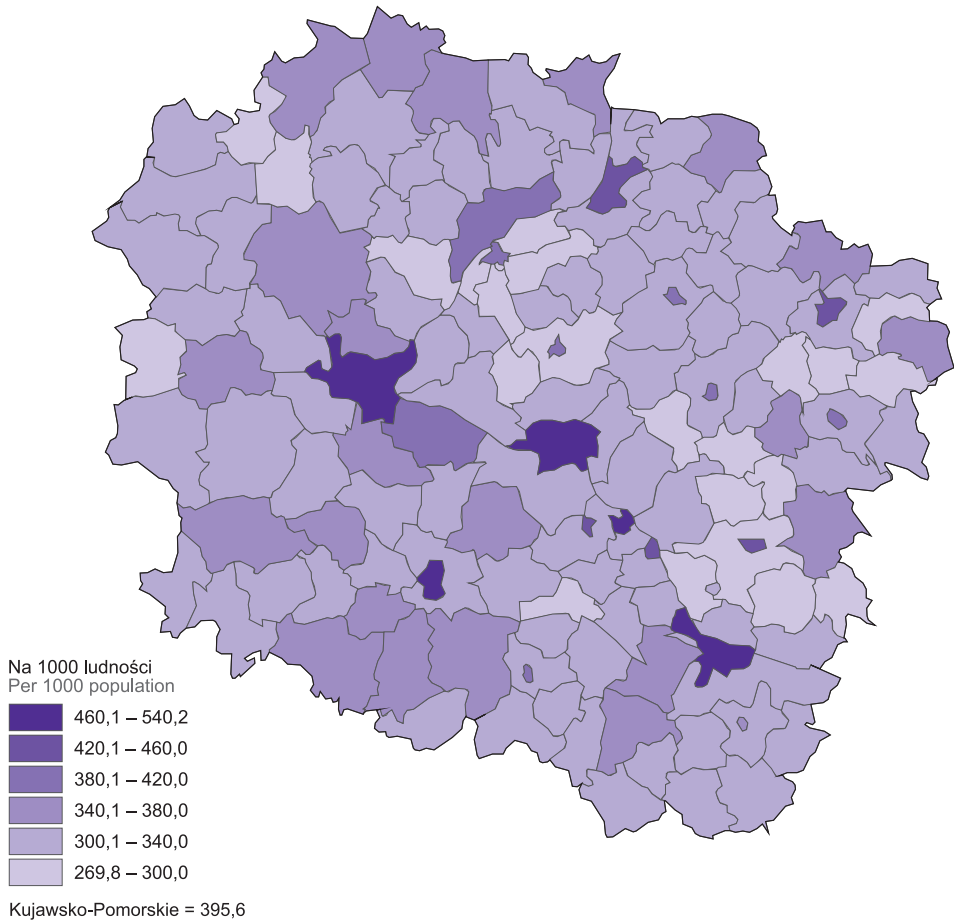 Na 1000 ludności
Per 1000 population
460,1 – 540,2
420,1 – 460,0
380,1 – 420,0
340,1 – 380,0
300,1 – 340,0
269,8 – 300,0
Kujawsko-Pomorskie = 395,6